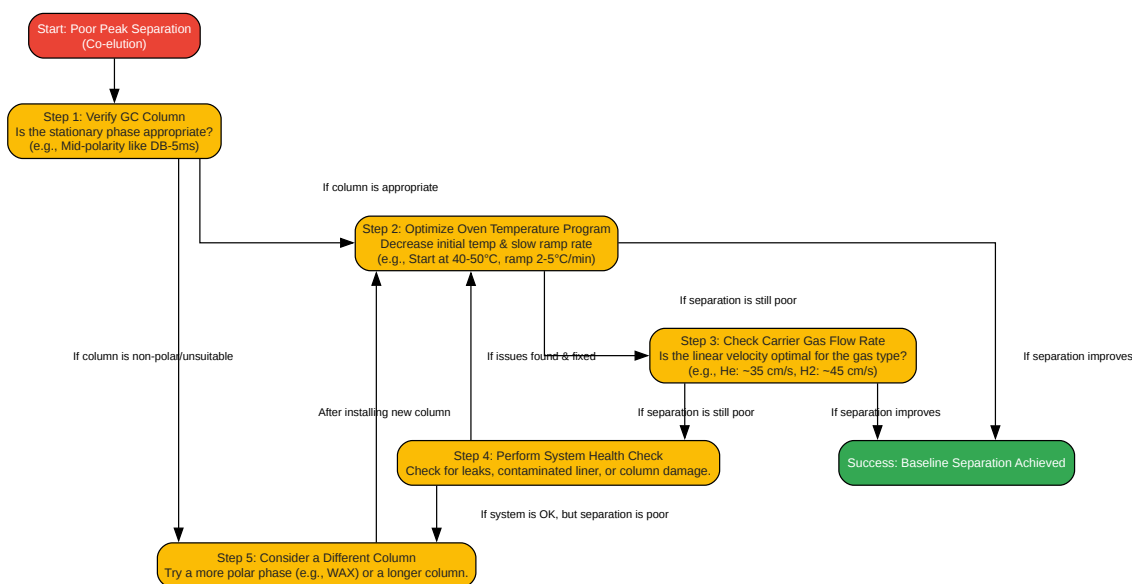 Start: Poor Peak Separation
(Co-elution)
Step 1: Verify GC Column
Is the stationary phase appropriate?
(e.g., Mid-polarity like DB-5ms)
If column is appropriate
Step 2: Optimize Oven Temperature Program
Decrease initial temp & slow ramp rate
(e.g., Start at 40-50°C, ramp 2-5°C/min)
If separation is still poor
Step 3: Check Carrier Gas Flow Rate
Is the linear velocity optimal for the gas type?
(e.g., He: ~35 cm/s, H2: ~45 cm/s)
If column is non-polar/unsuitable
If issues found & fixed
If separation improves
After installing new column
If separation is still poor
If separation improves
Step 4: Perform System Health Check
Check for leaks, contaminated liner, or column damage.
Success: Baseline Separation Achieved
If system is OK, but separation is poor
Step 5: Consider a Different Column
Try a more polar phase (e.g., WAX) or a longer column.